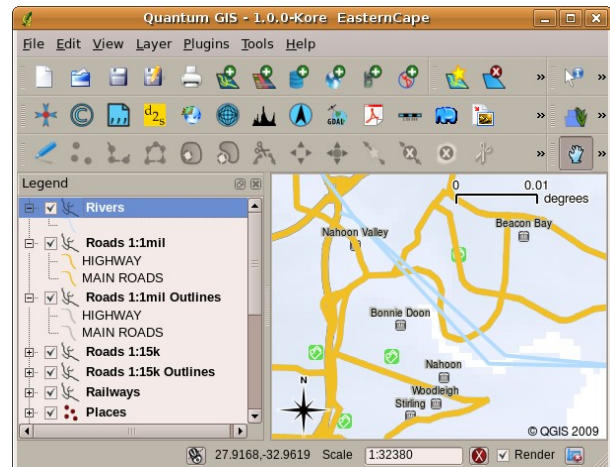 Quantum GIS - 1.0.0-Kore EasternCape
File Edit View Layer Plugins Tools Help
d2s
GDAL
Legend
Rivers
Roads 1:1mil
HIGHWAY
MAIN ROADS
Roads 1:1mil Outlines
HIGHWAY
MAIN ROADS
Roads 1:15k
Roads 1:15k Outlines
Railways
Places
0 0.01
degrees
Nahoon Valley
Beacon Bay
Bonnie Doon
Nahoon
Woodleigh
Stirling
N
© QGIS 2009
27.9168,-32.9619 Scale 1:32380 Render